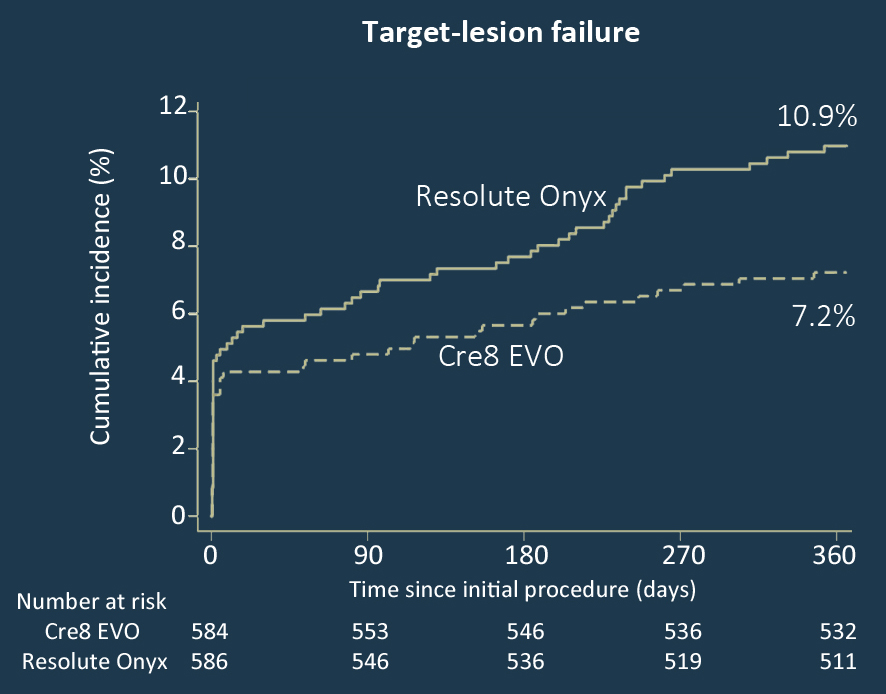 Target-lesion failure
12
10
8
6
4
2
0
Cumulative incidence (%)
10.9%
Resolute Onyx
7.2%
Cre8 EVO
0 90 180 270 360
Time since initial procedure (days)
Number at risk
Cre8 EVO 584 553 546 536 532
Resolute Onyx 586 546 536 519 511